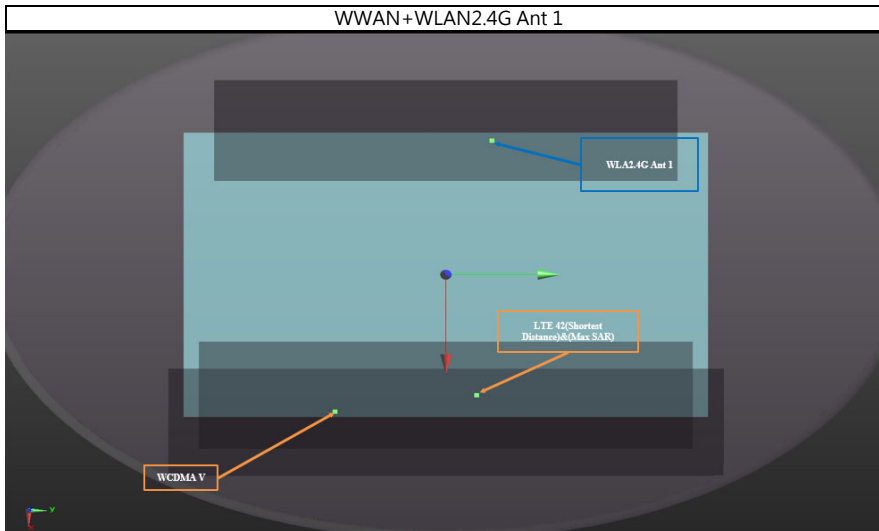 WWAN+WLAN2.4G Ant 1
WLA2.4G Ant 1
LTE 42(Shortest
Distance)&(Max SAR)
WCDMA V
Y